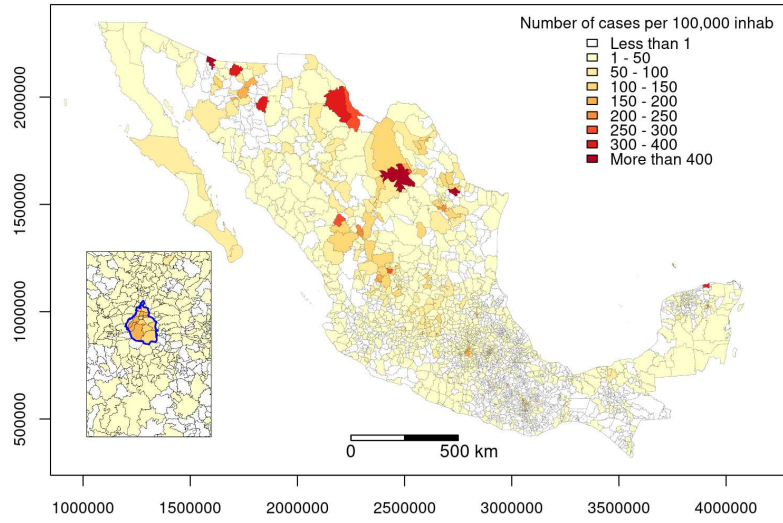 Number of cases per 100,000 inhab
Less than 1
1 - 50
50 - 100
100 - 150
150 - 200
200 - 250
250 - 300
300 - 400
More than 400
2000000
1500000
1000000
500000
0 500 km
1000000 1500000 2000000 2500000 3000000 3500000 4000000